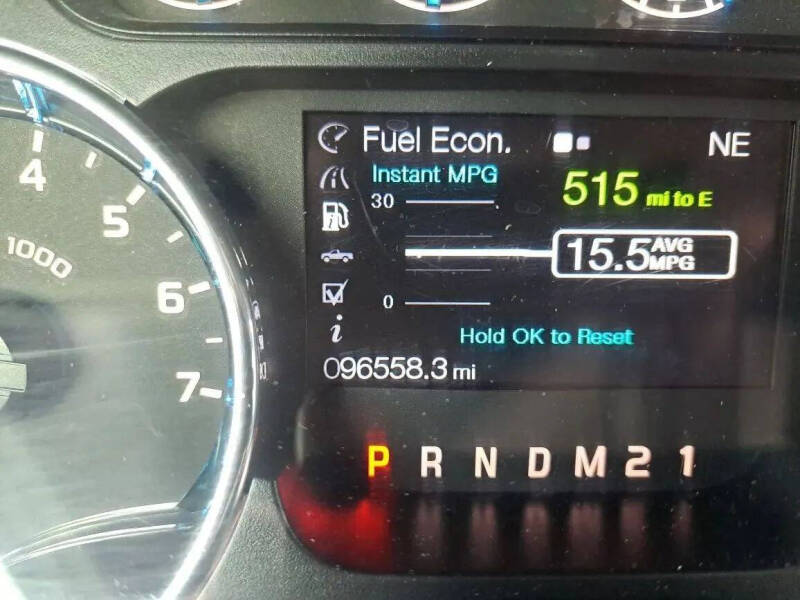 4
5
x1000
6
7
Fuel Econ.
NE
Instant MPG
515 mi to E
30
15.5 AVG MPG
0
Hold OK to Reset
i
096558.3 mi
P R N D M 2 1